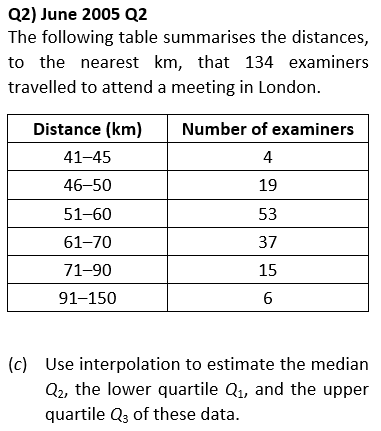 Q2) June 2005 Q2
The following table summarises the distances,
to the nearest km, that 134 examiners
travelled to attend a meeting in London.
Distance (km) Number of examiners
41–45 4
46–50 19
51–60 53
61–70 37
71–90 15
91–150 6
(c) Use interpolation to estimate the median
Q₂, the lower quartile Q₁, and the upper
quartile Q₃ of these data.